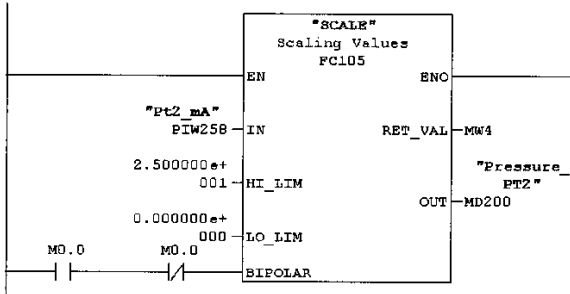 "SCALE"
Scaling Values
FC105
EN
ENO
"Pt2_mA"
PIW258
IN
RET_VAL
MW4
2.500000e+
001
HI_LIM
"Pressure_
PT2"
OUT
MD200
0.000000e+
000
LO_LIM
M0.0
M0.0
BIPOLAR